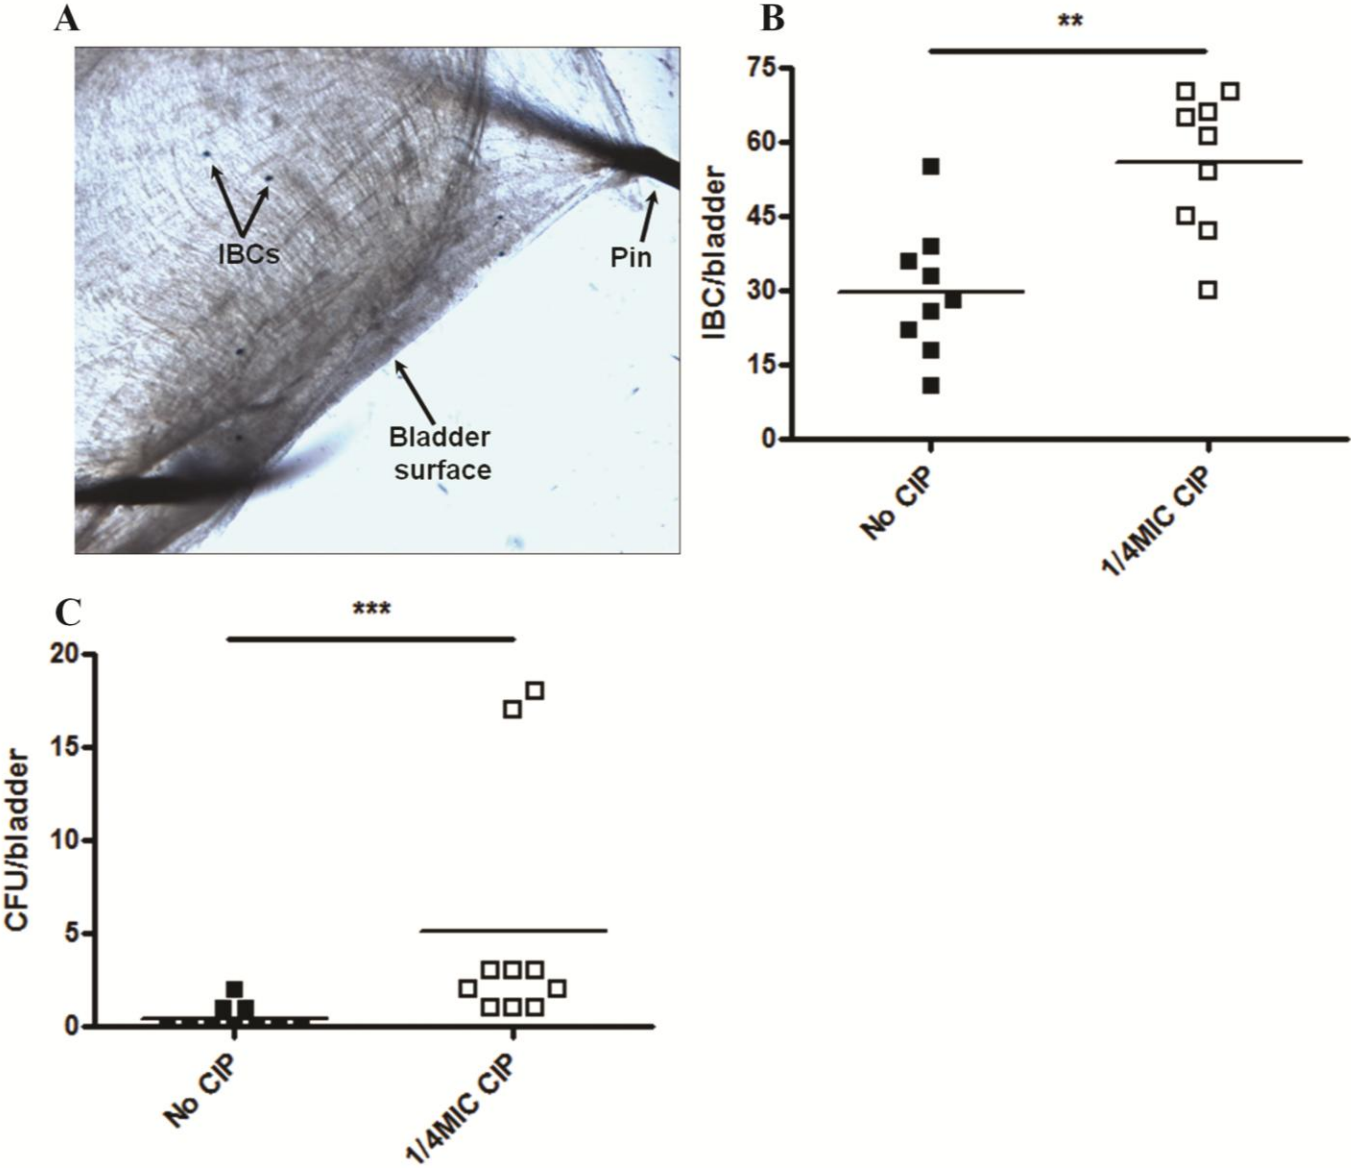 A
IBCs
Pin
Bladder
surface
B
**
IBC/bladder
75
60
45
30
15
0
No CIP
1/4MIC CIP
C
***
CFU/bladder
20
15
10
5
0
No CIP
1/4MIC CIP